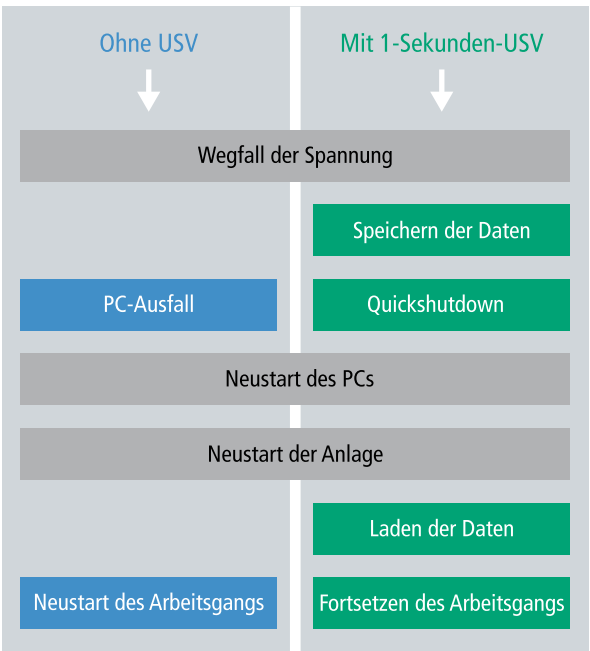 Ohne USV
Mit 1-Sekunden-USV
Wegfall der Spannung
Speichern der Daten
PC-Ausfall
Quickshutdown
Neustart des PCs
Neustart der Anlage
Laden der Daten
Neustart des Arbeitsgangs
Fortsetzen des Arbeitsgangs